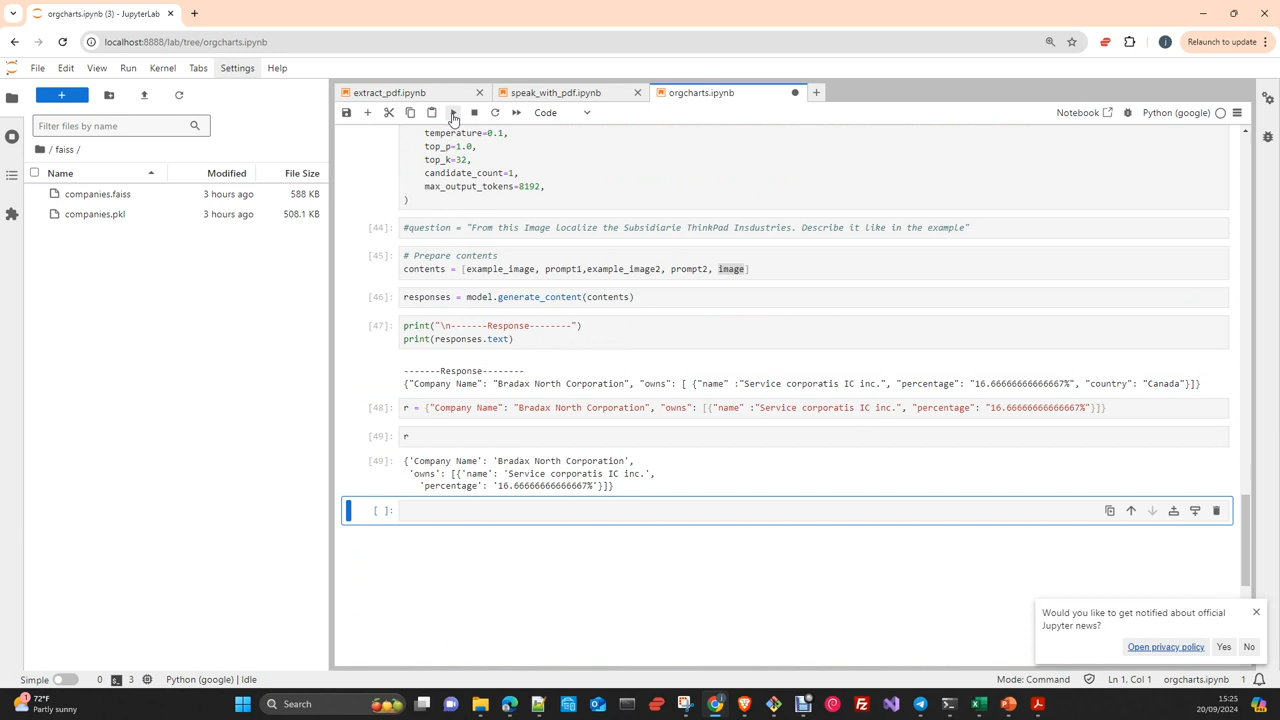 orgcharts.ipynb (3) - JupyterLab
localhost:8888/lab/tree/orgcharts.ipynb
Relaunch to update
File Edit View Run Kernel Tabs Settings Help
extract_pdf.ipynb
speak_with_pdf.ipynb
orgcharts.ipynb
Code
Notebook
Python (google)
Filter files by name
/ faiss /
Name Modified File Size
companies.faiss 3 hours ago 588 KB
companies.pkl 3 hours ago 508.1 KB
temperature=0.1,
top_p=1.0,
top_k=32,
candidate_count=1,
max_output_tokens=8192,
)
[44]: #question = "From this Image Localize the Subsidiarie ThinkPad Insdustries. Describe it like in the example"
[45]: # Prepare contents
contents = [example_image, prompt1,example_image2, prompt2, image]
[46]: responses = model.generate_content(contents)
[47]: print("\n-------Response--------")
print(responses.text)
-------Response--------
{"Company Name": "Bradax North Corporation", "owns": [ {"name" :"Service corporatis IC inc.", "percentage": "16.66666666666667%", "country": "Canada"}]}
[48]: r = {"Company Name": "Bradax North Corporation", "owns": [{"name" :"Service corporatis IC inc.", "percentage": "16.66666666666667%"}]}
[49]: r
[49]: {'Company Name': 'Bradax North Corporation',
'owns': [{'name': 'Service corporatis IC inc.',
'percentage': '16.66666666666667%'}]}
[ ]:
Would you like to get notified about official
Jupyter news?
Open privacy policy Yes No
Simple 0 3 Python (google) | Idle Mode: Command Ln 1, Col 1 orgcharts.ipynb 1
72°F
Partly sunny
Search
15:25
20/09/2024